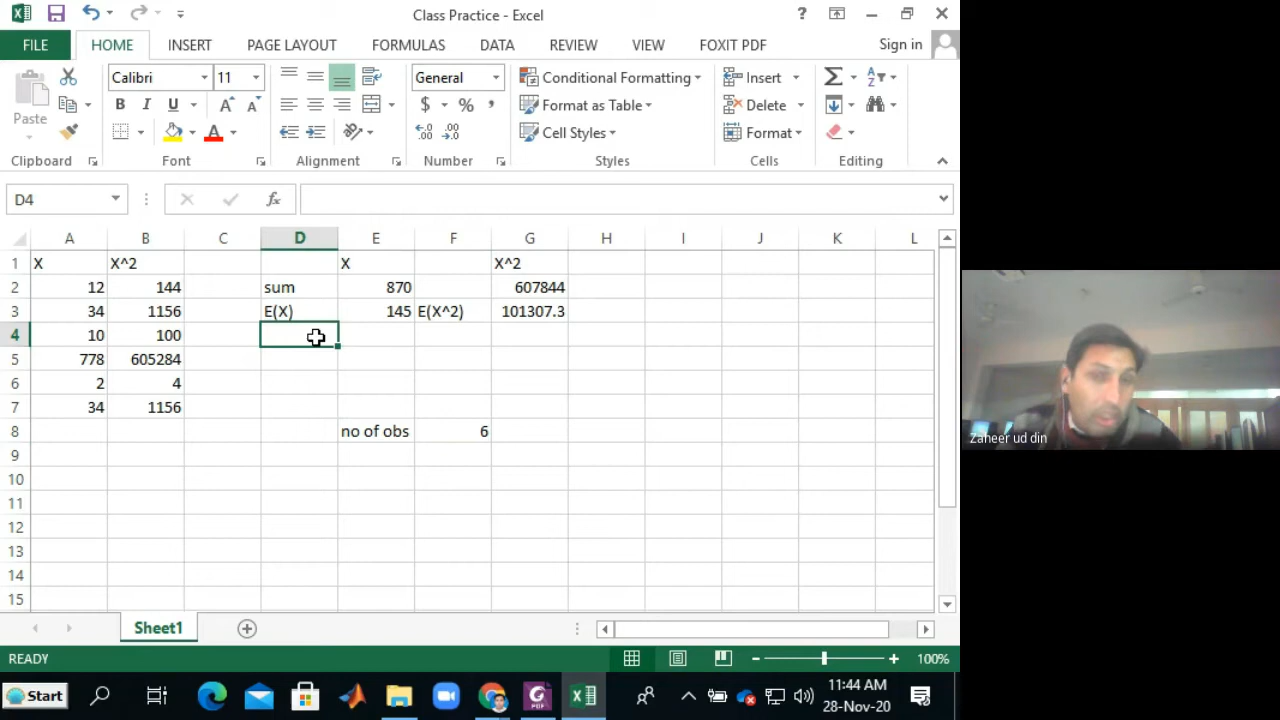 Class Practice - Excel
?
FILE HOME INSERT PAGE LAYOUT FORMULAS DATA REVIEW VIEW FOXIT PDF Sign in
Paste
Calibri 11
B I U A A
A
General
$ % ,
Conditional Formatting
Format as Table
Cell Styles
Insert
Delete
Format
Clipboard Font Alignment Number Styles Cells Editing
D4 fx
A B C D E F G H I J K L
1 X X^2 X X^2
2 12 144 sum 870 607844
3 34 1156 E(X) 145 E(X^2) 101307.3
4 10 100
5 778 605284
6 2 4
7 34 1156
8 no of obs 6
9
10
11
12
13
14
15
Sheet1
READY 100%
Start 11:44 AM
28-Nov-20
Zaheer ud din